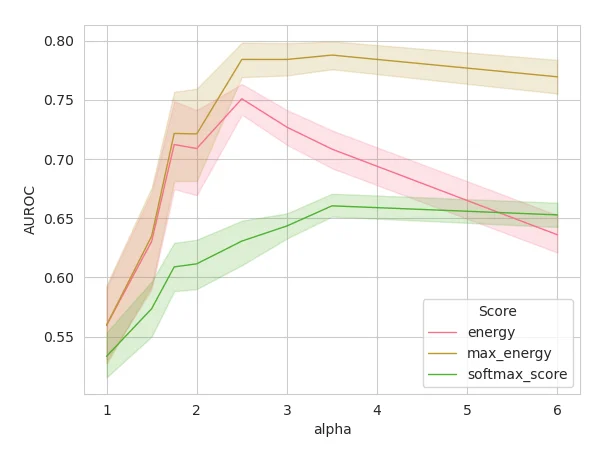 0.80
0.75
0.70
0.65
0.60
0.55
AUROC
1 2 3 4 5 6
alpha
Score
energy
max_energy
softmax_score